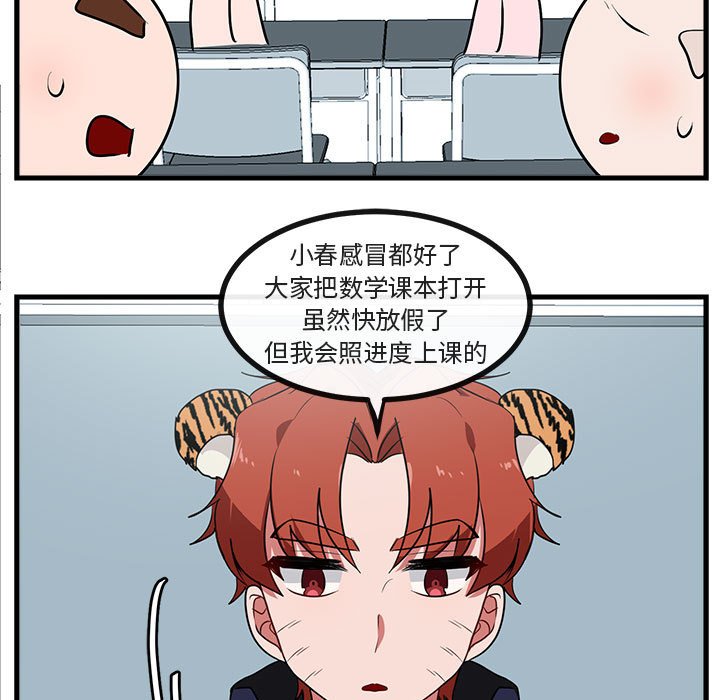 小春感冒都好了
大家把数学课本打开
虽然快放假了
但我会照进度上课的